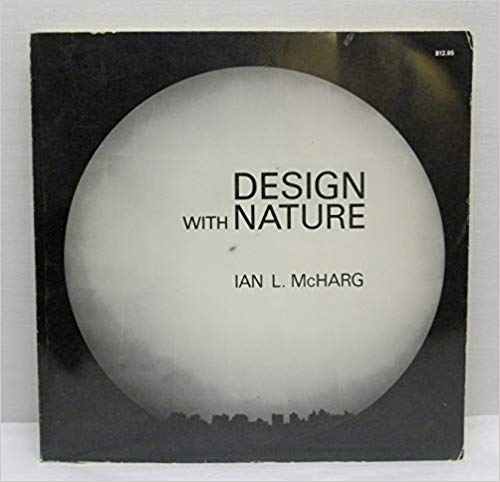 $12.95
DESIGN
WITH NATURE
IAN L. McHARG